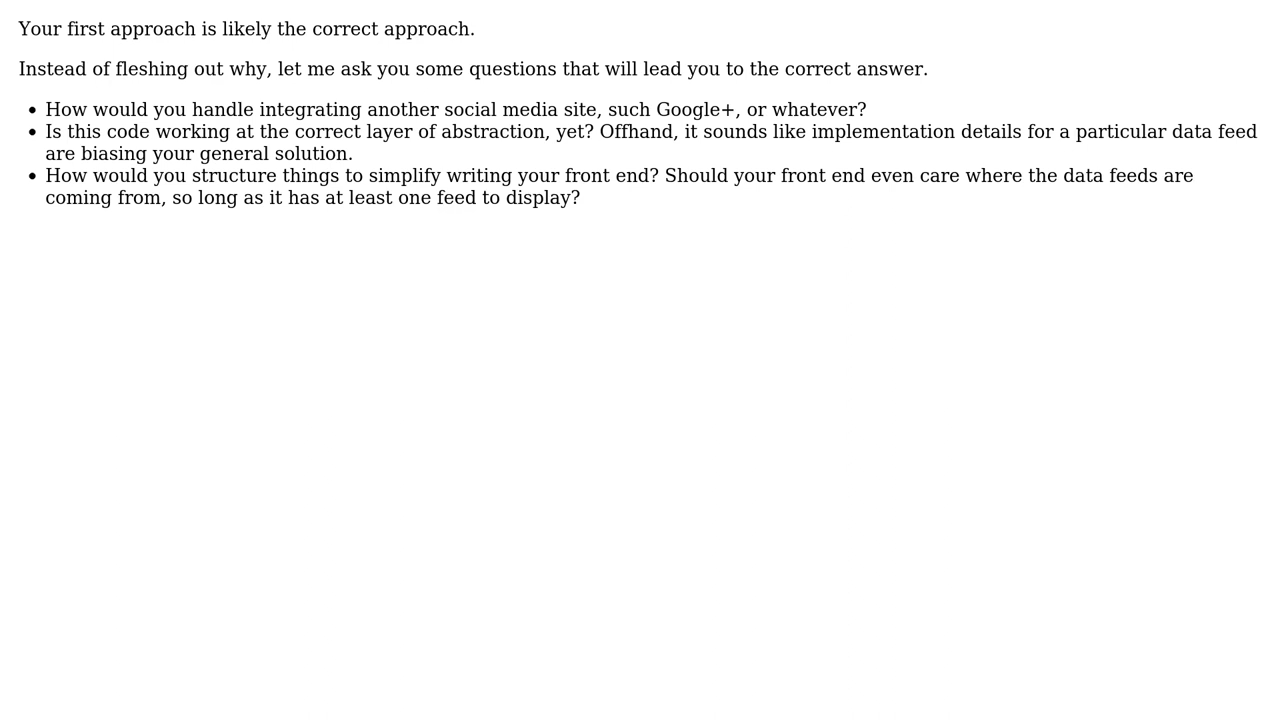 Your first approach is likely the correct approach.
Instead of fleshing out why, let me ask you some questions that will lead you to the correct answer.
• How would you handle integrating another social media site, such Google+, or whatever?
• Is this code working at the correct layer of abstraction, yet? Offhand, it sounds like implementation details for a particular data feed
are biasing your general solution.
• How would you structure things to simplify writing your front end? Should your front end even care where the data feeds are
coming from, so long as it has at least one feed to display?